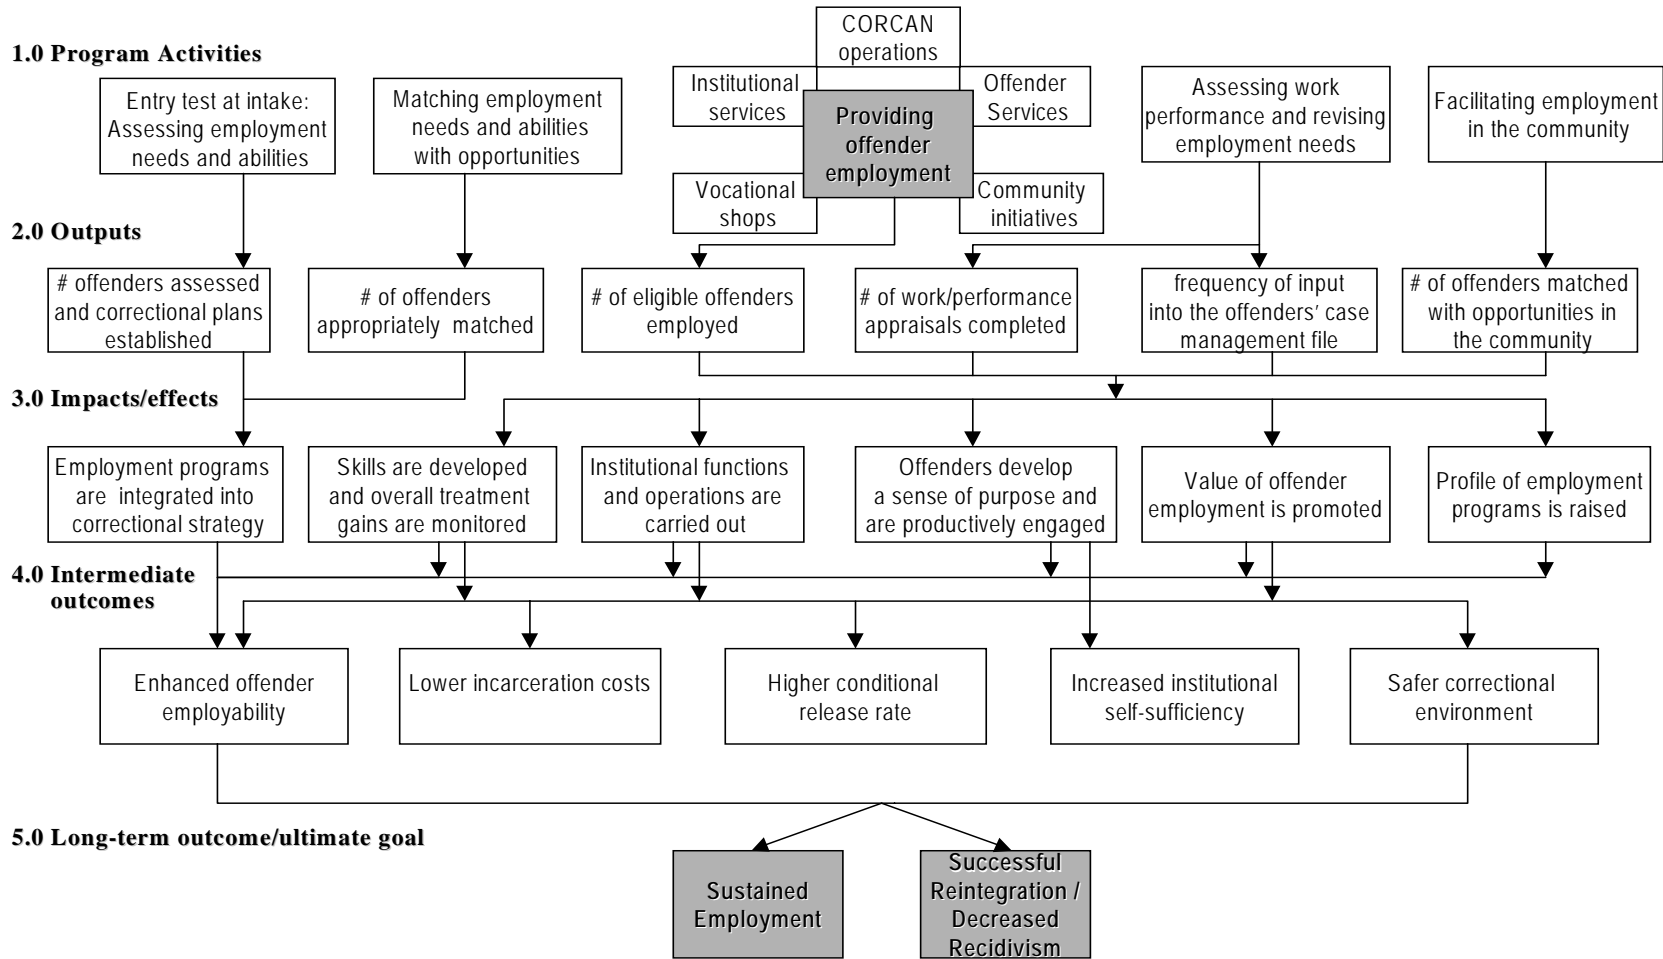 1.0 Program Activities
Entry test at intake:
Assessing employment
needs and abilities
Matching employment
needs and abilities
with opportunities
CORCAN
operations
Institutional
services
Offender
Services
Providing
offender
employment
Vocational
shops
Community
initiatives
Assessing work
performance and revising
employment needs
Facilitating employment
in the community
2.0 Outputs
# offenders assessed
and correctional plans
established
# of offenders
appropriately matched
# of eligible offenders
employed
# of work/performance
appraisals completed
frequency of input
into the offenders' case
management file
# of offenders matched
with opportunities in
the community
3.0 Impacts/effects
Employment programs
are integrated into
correctional strategy
Skills are developed
and overall treatment
gains are monitored
Institutional functions
and operations are
carried out
Offenders develop
a sense of purpose and
are productively engaged
Value of offender
employment is promoted
Profile of employment
programs is raised
4.0 Intermediate
outcomes
Enhanced offender
employability
Lower incarceration costs
Higher conditional
release rate
Increased institutional
self-sufficiency
Safer correctional
environment
5.0 Long-term outcome/ultimate goal
Sustained
Employment
Successful
Reintegration /
Decreased
Recidivism